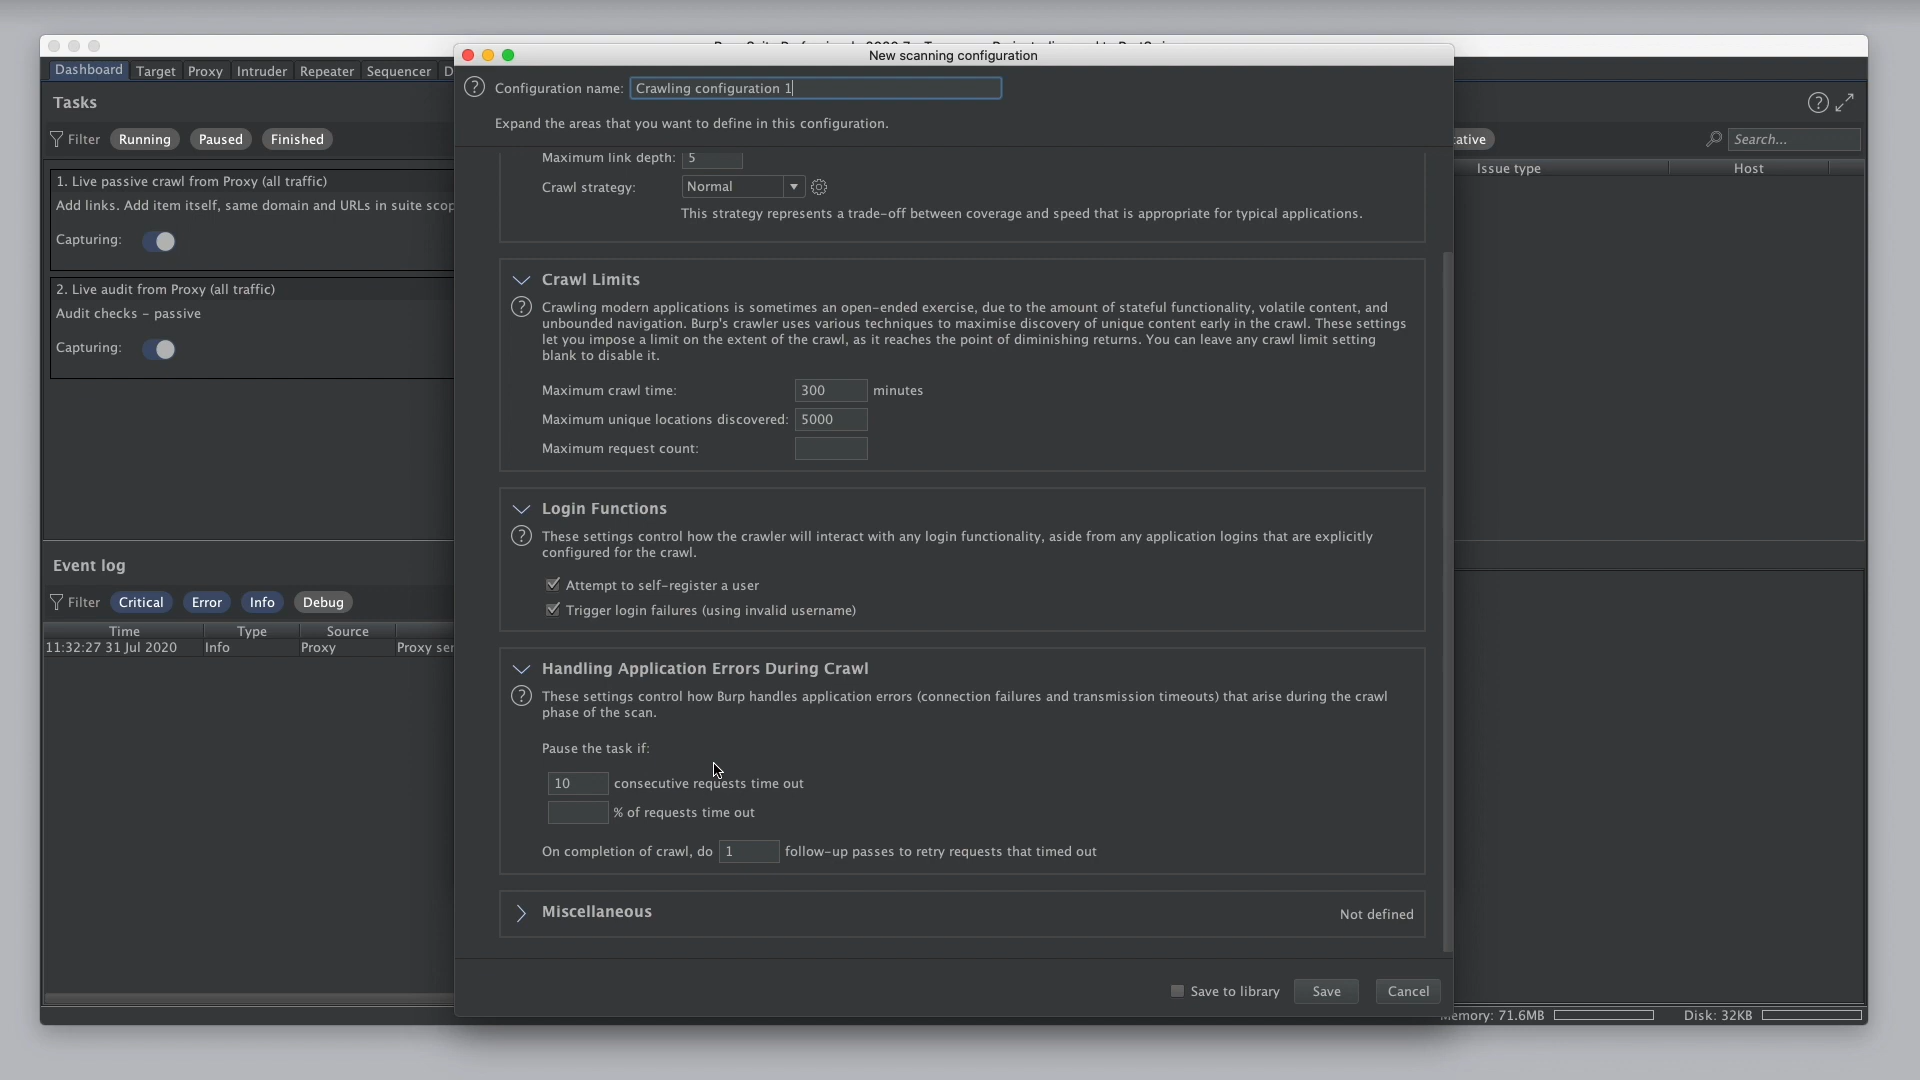 New scanning configuration
Dashboard Target Proxy Intruder Repeater Sequencer
Configuration name: Crawling configuration 1
Expand the areas that you want to define in this configuration.
Tasks
Filter Running Paused Finished
Search...
Issue type Host
1. Live passive crawl from Proxy (all traffic)
Add links. Add item itself, same domain and URLs in suite scop
Capturing:
2. Live audit from Proxy (all traffic)
Audit checks - passive
Capturing:
Maximum link depth: 5
Crawl strategy: Normal
This strategy represents a trade-off between coverage and speed that is appropriate for typical applications.
Crawl Limits
Crawling modern applications is sometimes an open-ended exercise, due to the amount of stateful functionality, volatile content, and
unbounded navigation. Burp's crawler uses various techniques to maximise discovery of unique content early in the crawl. These settings
let you impose a limit on the extent of the crawl, as it reaches the point of diminishing returns. You can leave any crawl limit setting
blank to disable it.
Maximum crawl time: 300 minutes
Maximum unique locations discovered: 5000
Maximum request count:
Login Functions
These settings control how the crawler will interact with any login functionality, aside from any application logins that are explicitly
configured for the crawl.
Attempt to self-register a user
Trigger login failures (using invalid username)
Event log
Filter Critical Error Info Debug
Time Type Source
11:32:27 31 Jul 2020 Info Proxy Proxy ser
Handling Application Errors During Crawl
These settings control how Burp handles application errors (connection failures and transmission timeouts) that arise during the crawl
phase of the scan.
Pause the task if:
10 consecutive requests time out
% of requests time out
On completion of crawl, do 1 follow-up passes to retry requests that timed out
Miscellaneous Not defined
Save to library Save Cancel
Memory: 71.6MB Disk: 32KB